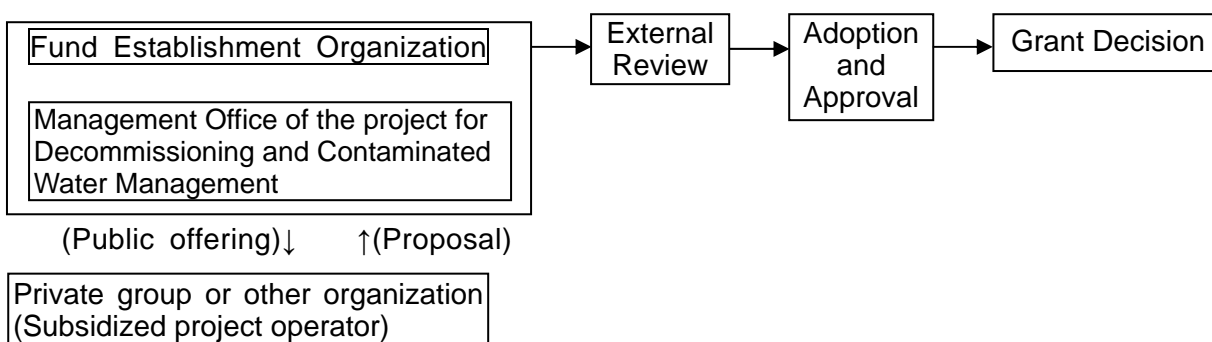 Fund Establishment Organization
Management Office of the project for
Decommissioning and Contaminated
Water Management
(Public offering)↓ ↑(Proposal)
Private group or other organization
(Subsidized project operator)
External
Review
Adoption
and
Approval
Grant Decision